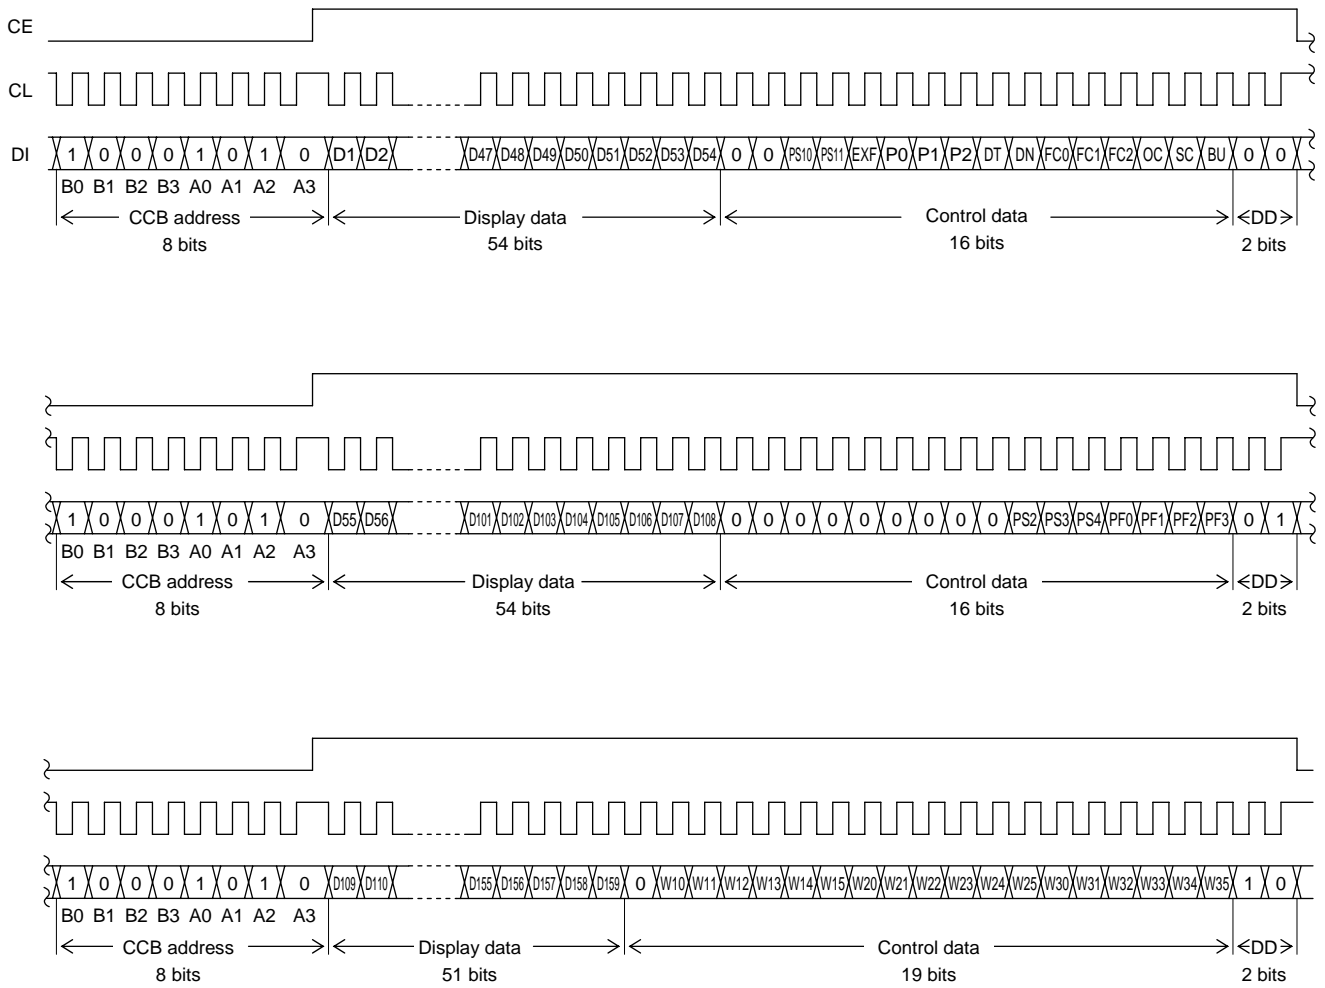 CE
CL
DI 1 0 0 0 1 0 1 0 D1 D2 D47 D48 D49 D50 D51 D52 D53 D54 0 0 PS10 PS11 EXF P0 P1 P2 DT DN FC0 FC1 FC2 OC SC BU 0 0
B0 B1 B2 B3 A0 A1 A2 A3
CCB address Display data Control data DD
8 bits 54 bits 16 bits 2 bits
1 0 0 0 1 0 1 0 D55 D56 D101 D102 D103 D104 D105 D106 D107 D108 0 0 0 0 0 0 0 0 0 PS2 PS3 PS4 PF0 PF1 PF2 PF3 0 1
B0 B1 B2 B3 A0 A1 A2 A3
CCB address Display data Control data DD
8 bits 54 bits 16 bits 2 bits
1 0 0 0 1 0 1 0 D109 D110 D155 D156 D157 D158 D159 0 W10 W11 W12 W13 W14 W15 W20 W21 W22 W23 W24 W25 W30 W31 W32 W33 W34 W35 1 0
B0 B1 B2 B3 A0 A1 A2 A3
CCB address Display data Control data DD
8 bits 51 bits 19 bits 2 bits